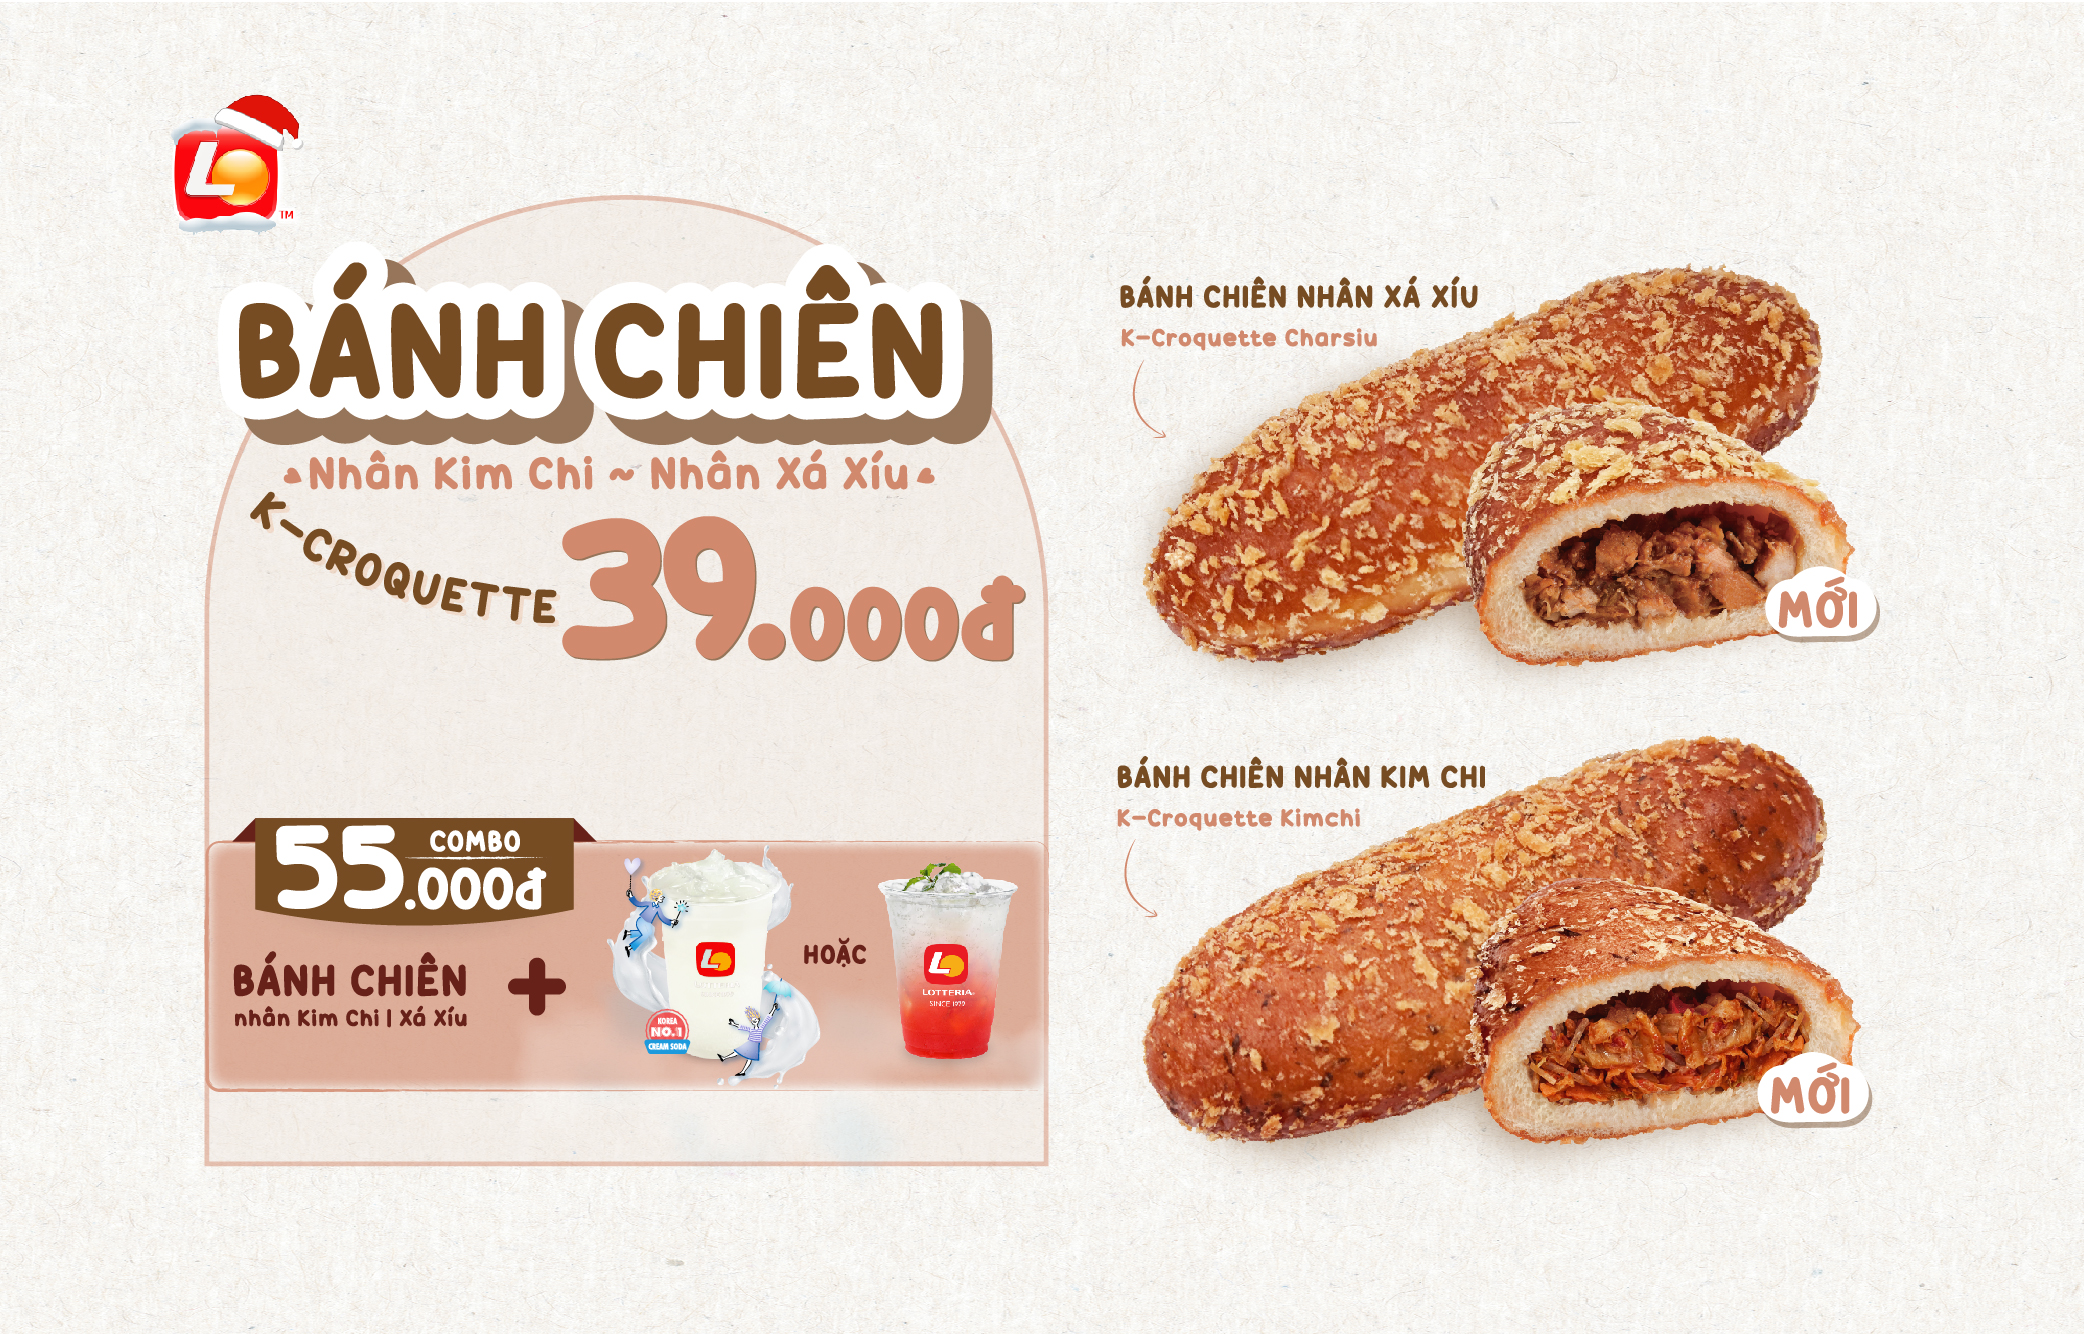 LO
TM
BÁNH CHIÊN
Nhân Kim Chi ~ Nhân Xá Xíu
K-CROQUETTE
39.000đ
COMBO
55.000đ
BÁNH CHIÊN
nhân Kim Chi | Xá Xíu
+
KOREA
NO.1
CREAM SODA
HOẶC
LOTTERIA
SINCE 1979
BÁNH CHIÊN NHÂN XÁ XÍU
K-Croquette Charsiu
MỚI
BÁNH CHIÊN NHÂN KIM CHI
K-Croquette Kimchi
MỚI